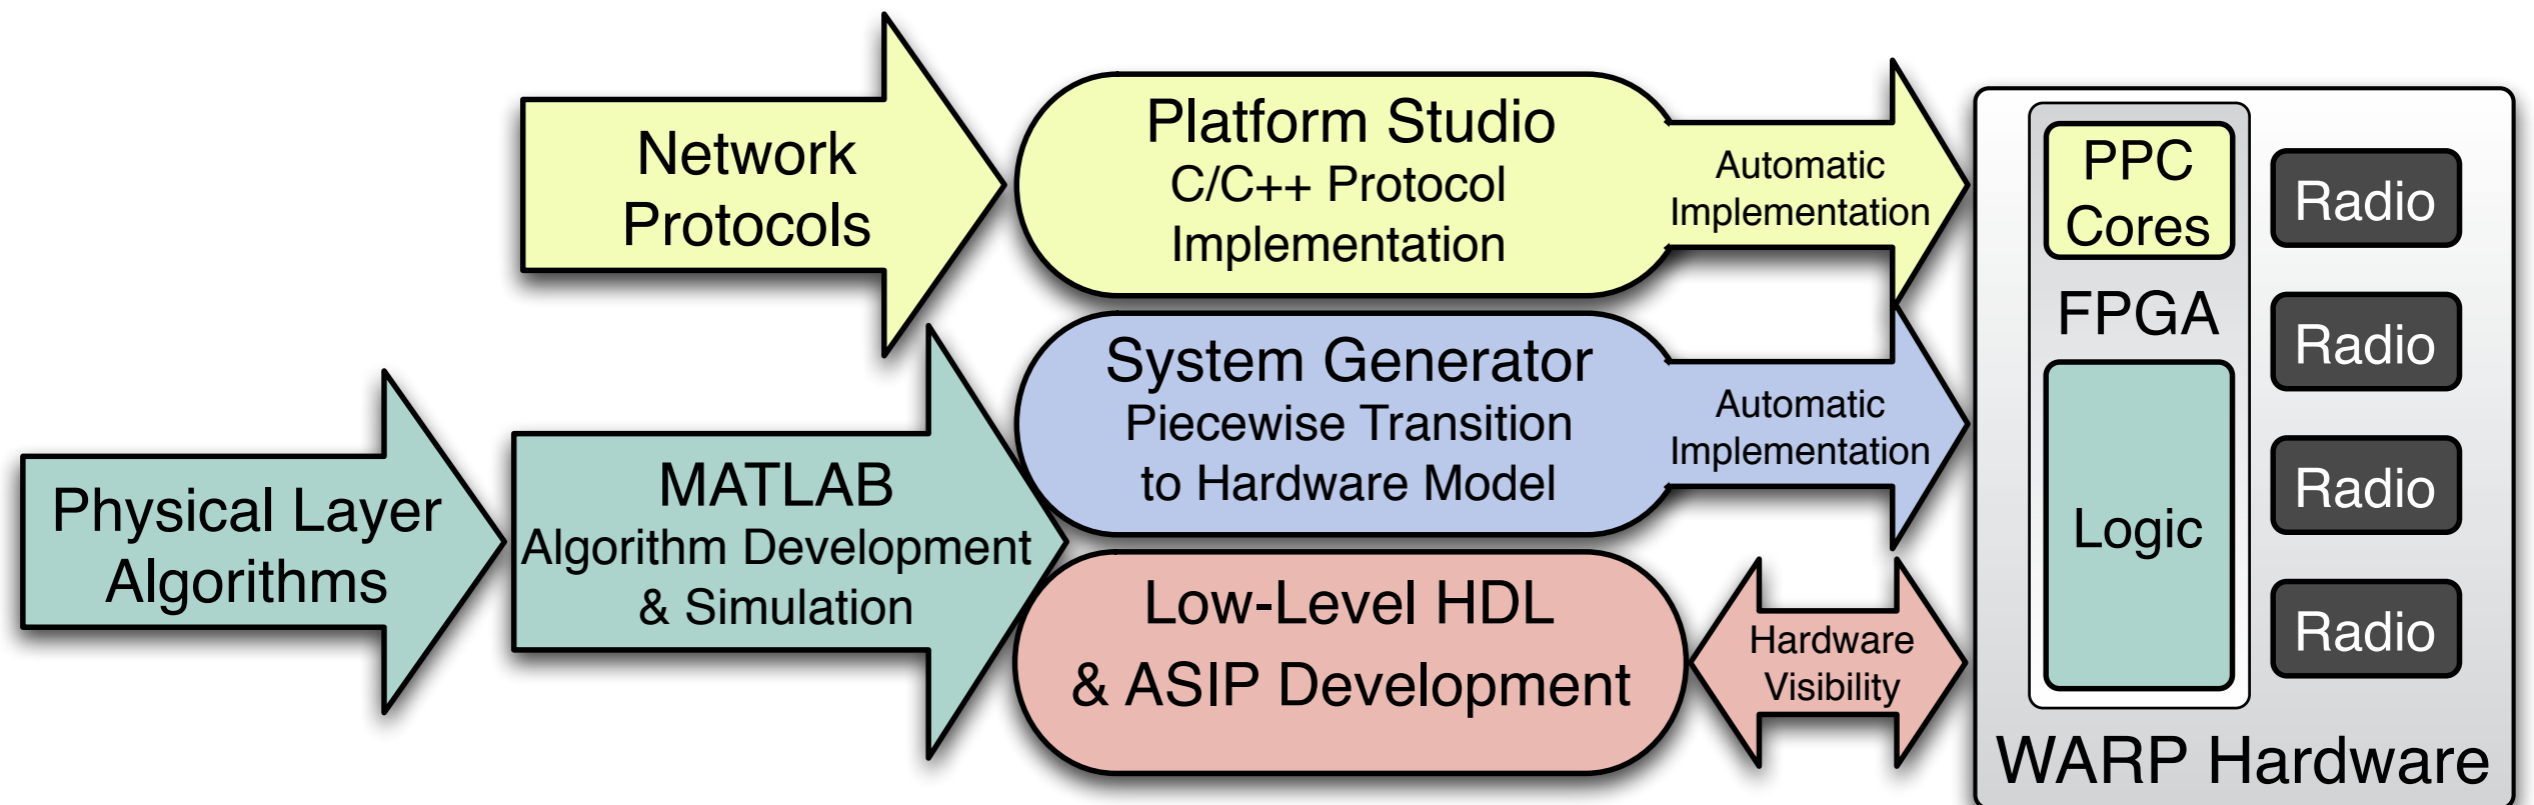 Network
Protocols
Platform Studio
C/C++ Protocol
Implementation
Automatic
Implementation
Physical Layer
Algorithms
MATLAB
Algorithm Development
& Simulation
System Generator
Piecewise Transition
to Hardware Model
Automatic
Implementation
Low-Level HDL
& ASIP Development
Hardware
Visibility
PPC
Cores
FPGA
Logic
Radio
Radio
Radio
Radio
WARP Hardware